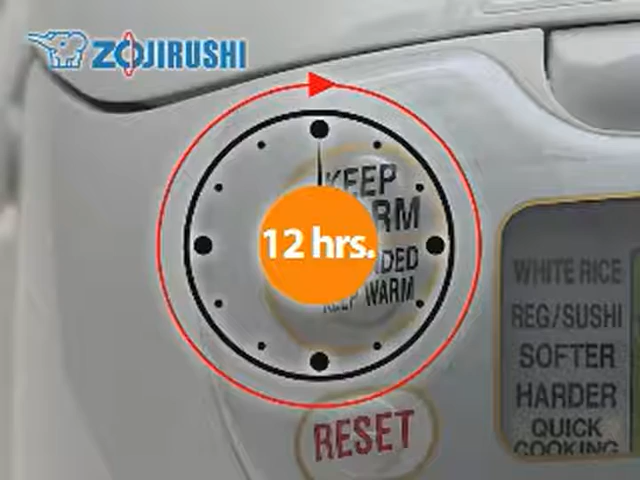 ZOJIRUSHI
KEEP
RM
12 hrs.
DED
KEEP WARM
RESET
WHITE RICE
REG/SUSHI
SOFTER
HARDER
QUICK
COOKING